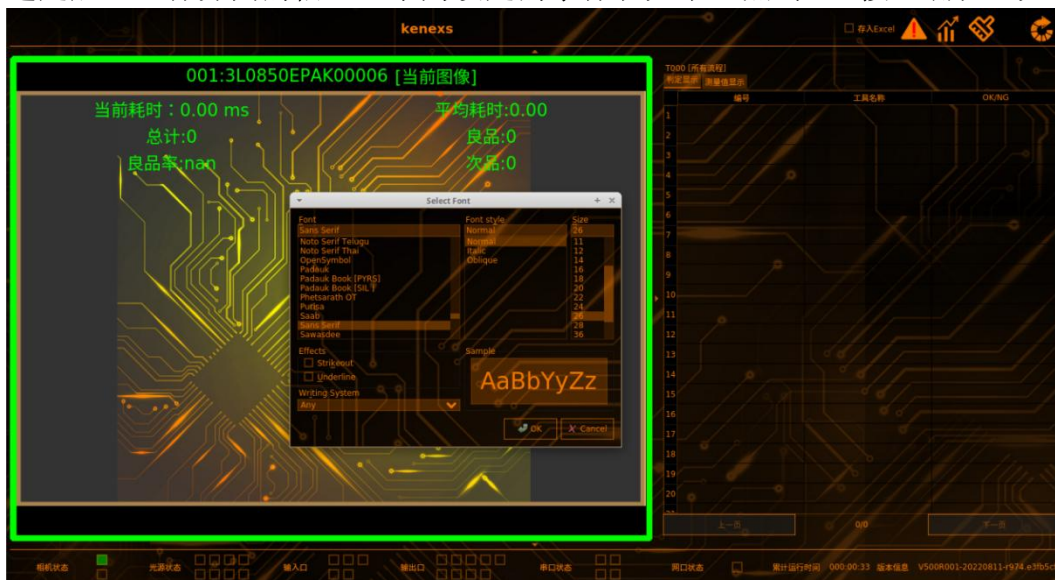 kenexs
存入Excel
001:3L0850EPAK00006 [当前图像]
当前耗时：0.00 ms
平均耗时:0.00
总计:0
良品:0
良品率:nan
次品:0
T000 [所有流程]
判定显示 测量值显示
编号 工具名称 OK/NG
1
2
3
4
5
6
7
8
9
10
11
12
13
14
15
16
17
18
19
20
Select Font
Font
Font style
Size
Sans Serif
Normal
26
Noto Serif Telugu
Noto Serif Thai
OpenSymbol
Padauk
Padauk Book [PYRS]
Padauk Book [SIL ]
Phetsarath OT
Purisa
Saab
Sans Serif
Sawasdee
Normal
Italic
Oblique
11
12
14
16
18
20
22
24
26
28
36
Effects
Strikeout
Underline
Sample
AaBbYyZz
Writing System
Any
OK
Cancel
上一页 0/0 下一页
相机状态 光源状态 输入口 输出口 串口状态 网口状态 累计运行时间 000:00:33 版本信息 V500R001-20220811-r974.e3fb5c